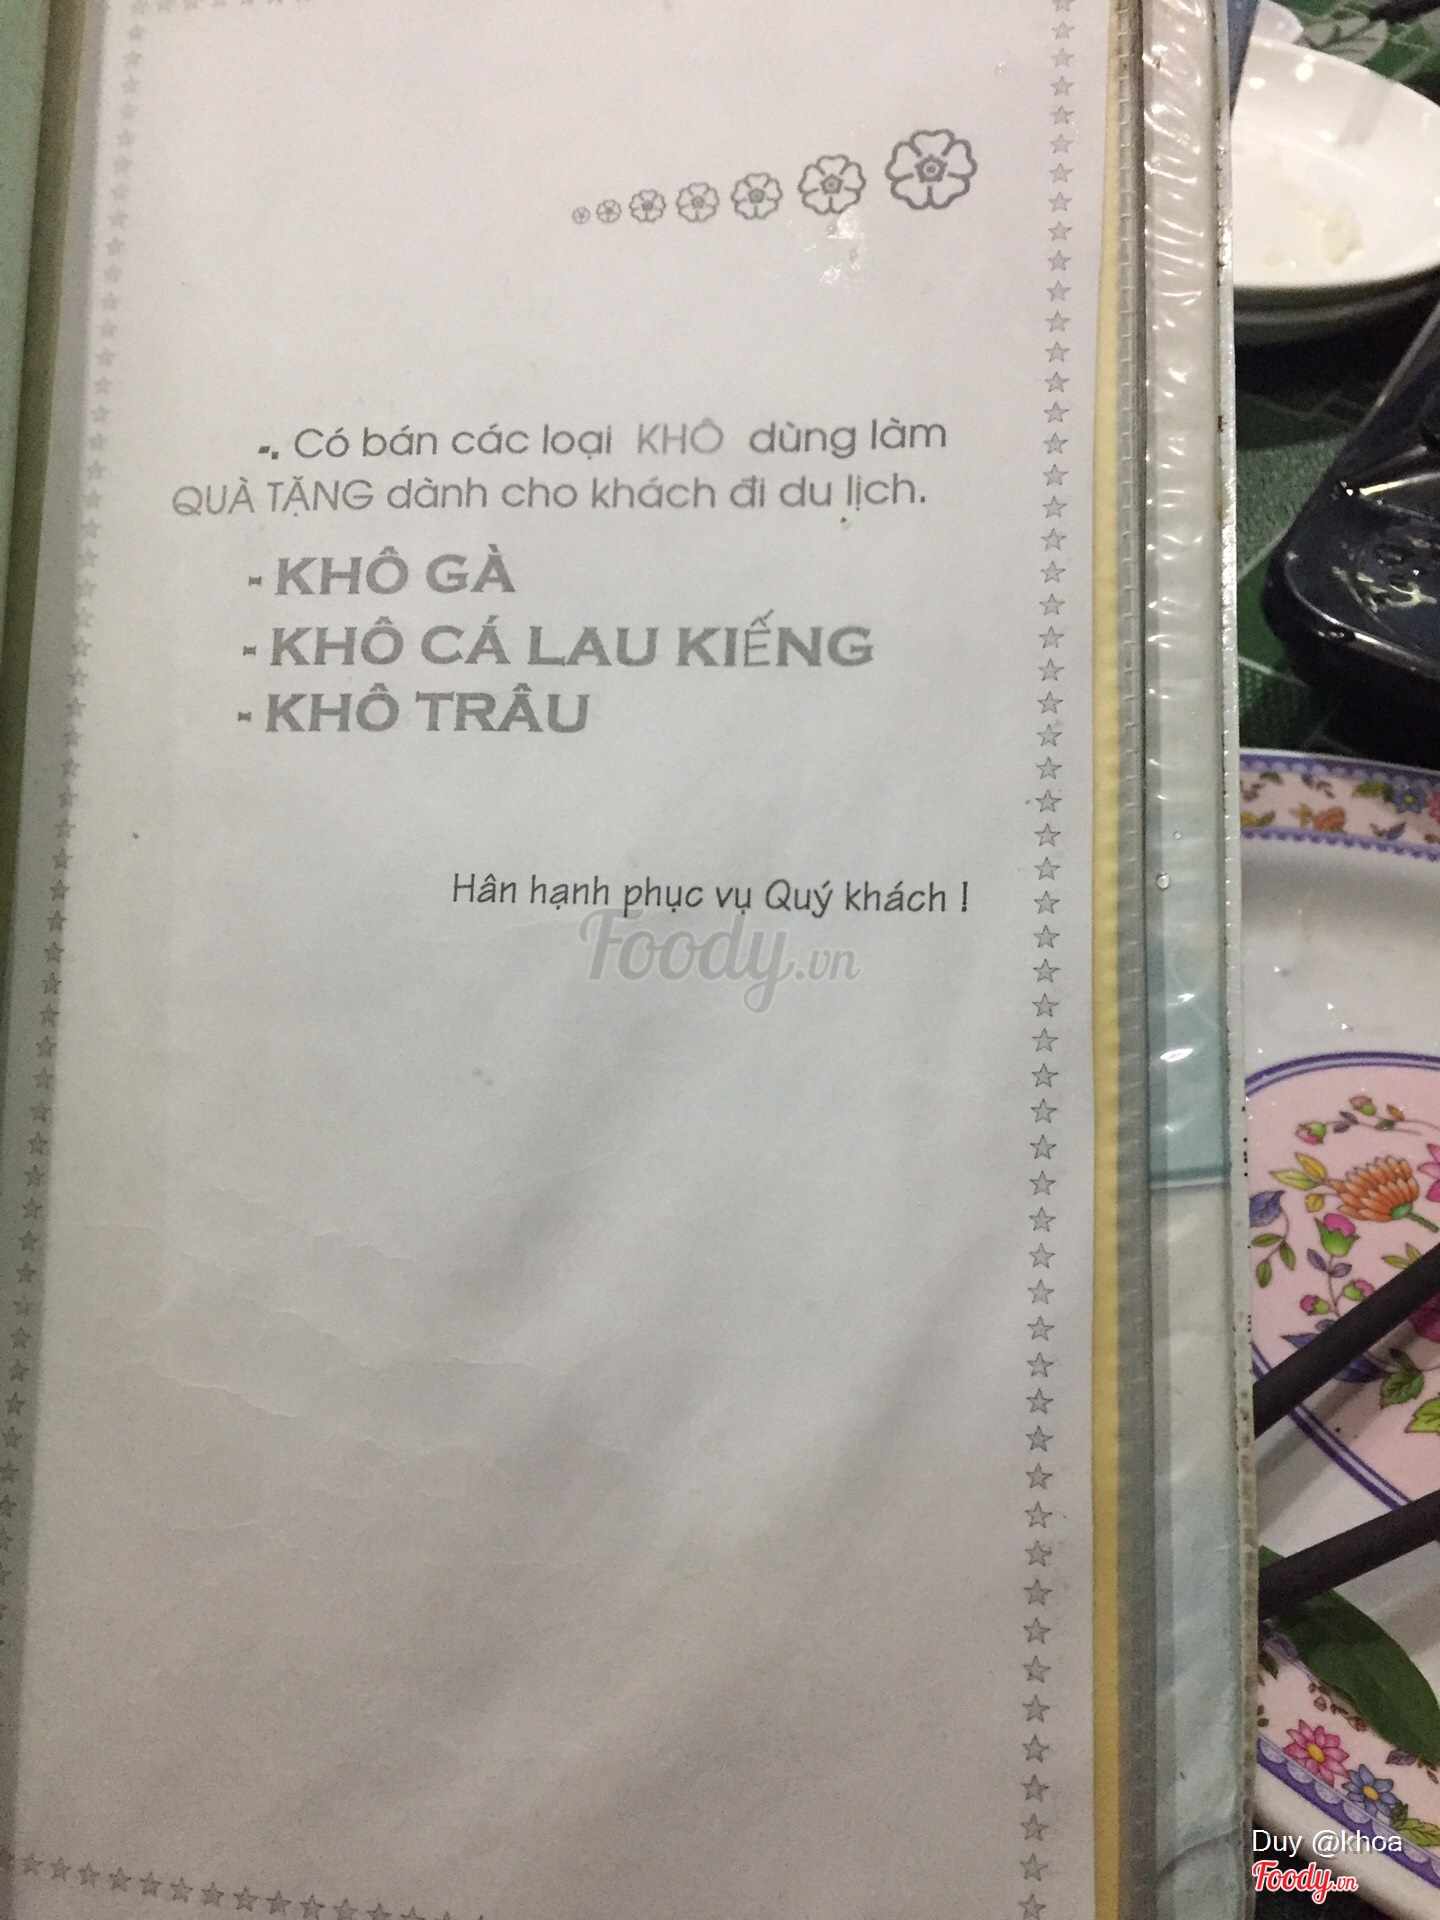 -. Có bán các loại KHÔ dùng làm
QUÀ TẶNG dành cho khách đi du lịch.
- KHÔ GÀ
- KHÔ CÁ LAU KIẾNG
- KHÔ TRÂU
Hân hạnh phục vụ Quý khách !
Foody.vn
Duy @khoa
Foody.vn